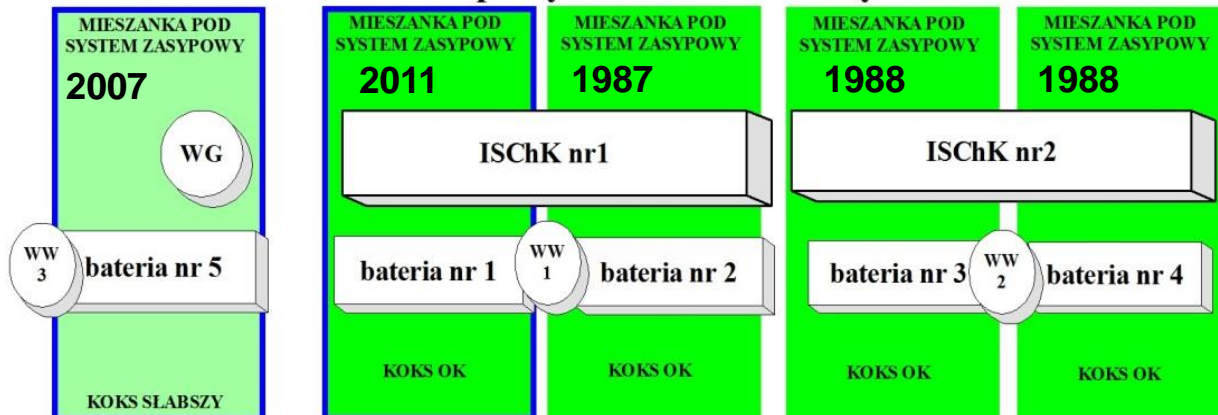 MIESZANKA POD
SYSTEM ZASYPOWY
2007
WG
WW
3
bateria nr 5
KOKS SŁABSZY
MIESZANKA POD
SYSTEM ZASYPOWY
2011
MIESZANKA POD
SYSTEM ZASYPOWY
1987
ISChK nr1
bateria nr 1
WW
1
bateria nr 2
KOKS OK
KOKS OK
MIESZANKA POD
SYSTEM ZASYPOWY
1988
MIESZANKA POD
SYSTEM ZASYPOWY
1988
ISChK nr2
bateria nr 3
WW
2
bateria nr 4
KOKS OK
KOKS OK